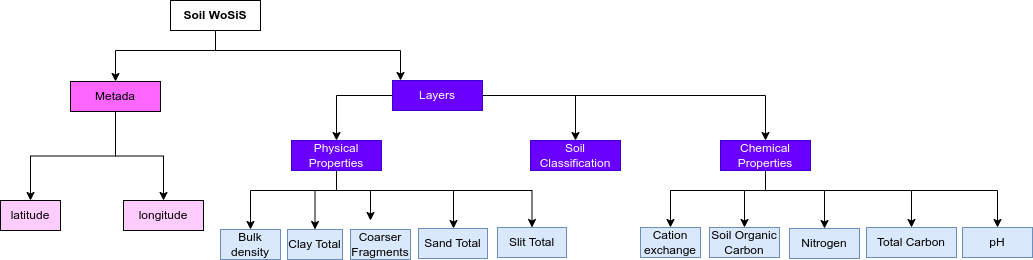 Soil WoSiS
Metada
Layers
Physical
Properties
Soil
Classification
Chemical
Properties
latitude
longitude
Bulk
density
Clay Total
Coarser
Fragments
Sand Total
Slit Total
Cation
exchange
Soil Organic
Carbon
Nitrogen
Total Carbon
pH